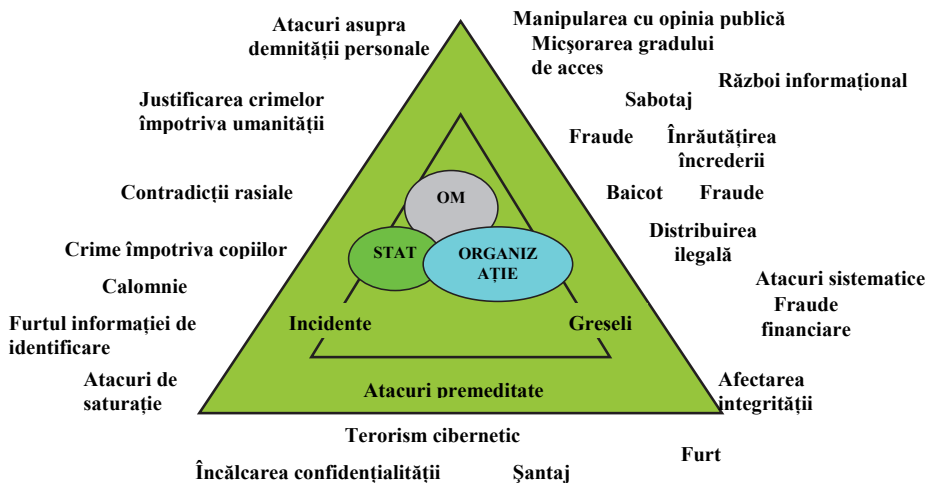 Atacuri asupra
demnității personale
Manipularea cu opinia publică
Micşorarea gradului
de acces
Război informațional
Justificarea crimelor
împotriva umanității
Sabotaj
Fraude
Înrăutățirea
încrederii
Contradicții rasiale
OM
Baicot
Fraude
Distribuirea
ilegală
Crime împotriva copiilor
STAT
ORGANIZ
AȚIE
Calomnie
Atacuri sistematice
Fraude
financiare
Furtul informației de
identificare
Incidente
Greseli
Atacuri de
saturație
Atacuri premeditate
Afectarea
integrității
Terorism cibernetic
Furt
Încălcarea confidențialității
Şantaj